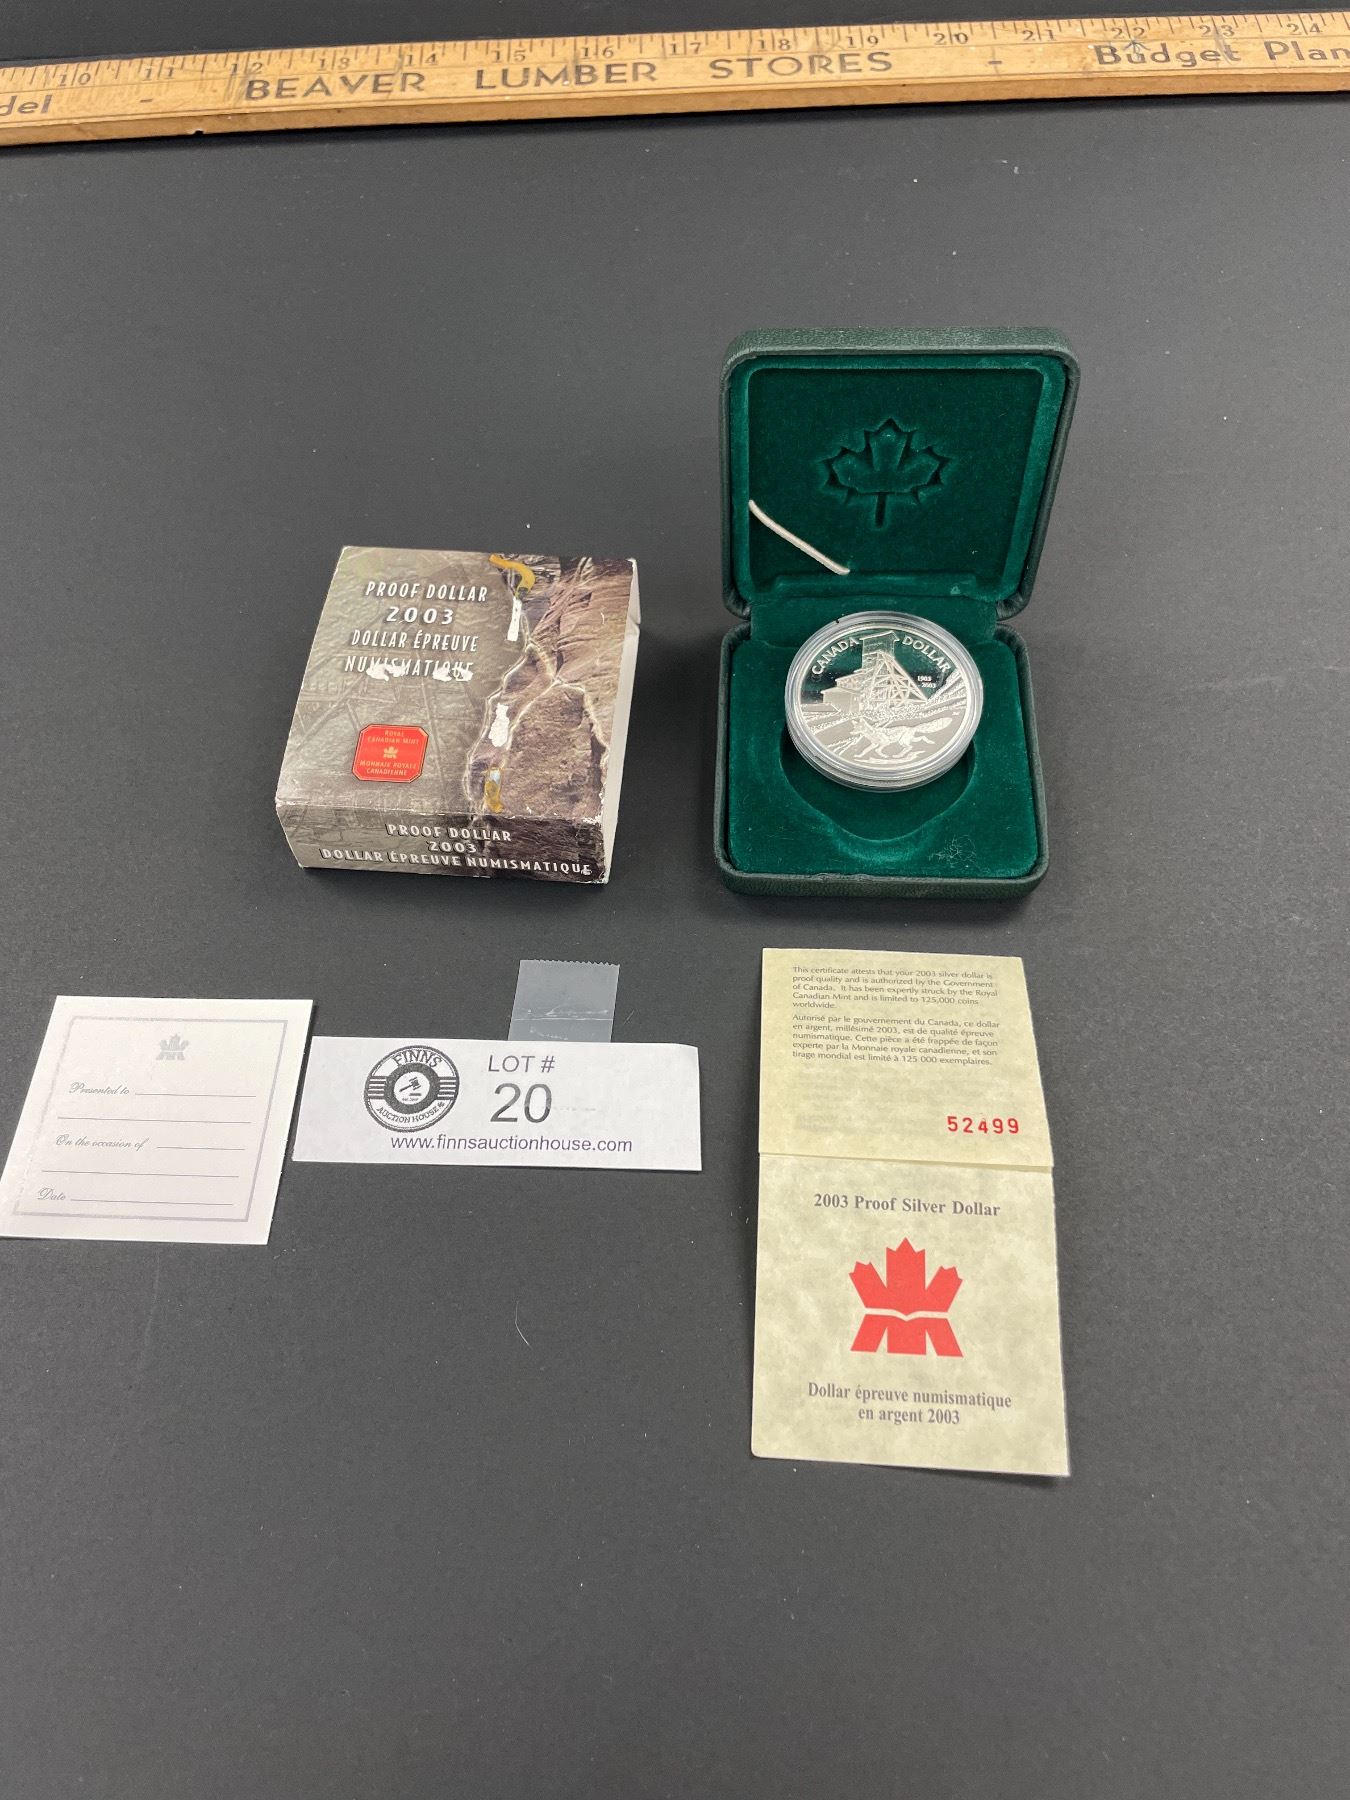 10 11 12 13 14 15 16 17 18 19 20 21 22 23 24
del - BEAVER LUMBER STORES - Budget Plan
PROOF DOLLAR
2003
DOLLAR ÉPREUVE
NUMISMATIQUE
ROYAL
CANADIAN MINT
MONNAIE ROYALE
CANADIENNE
PROOF DOLLAR
2003
DOLLAR ÉPREUVE NUMISMATIQUE
CANADA DOLLAR
1903
2003
Presented to
On the occasion of
Date
FINNS
AUCTION HOUSE
LOT #
20
www.finnsauctionhouse.com
This certificate attests that your 2003 silver dollar is
proof quality and is authorized by the Government
of Canada. It has been expertly struck by the Royal
Canadian Mint and is limited to 125,000 coins
worldwide.
Autorisé par le gouvernement du Canada, ce dollar
en argent, millésime 2003, est de qualité épreuve
numismatique. Cette pièce a été frappée de façon
experte par la Monnaie royale canadienne, et son
tirage mondial est limité à 125 000 exemplaires.
52499
2003 Proof Silver Dollar
Dollar épreuve numismatique
en argent 2003